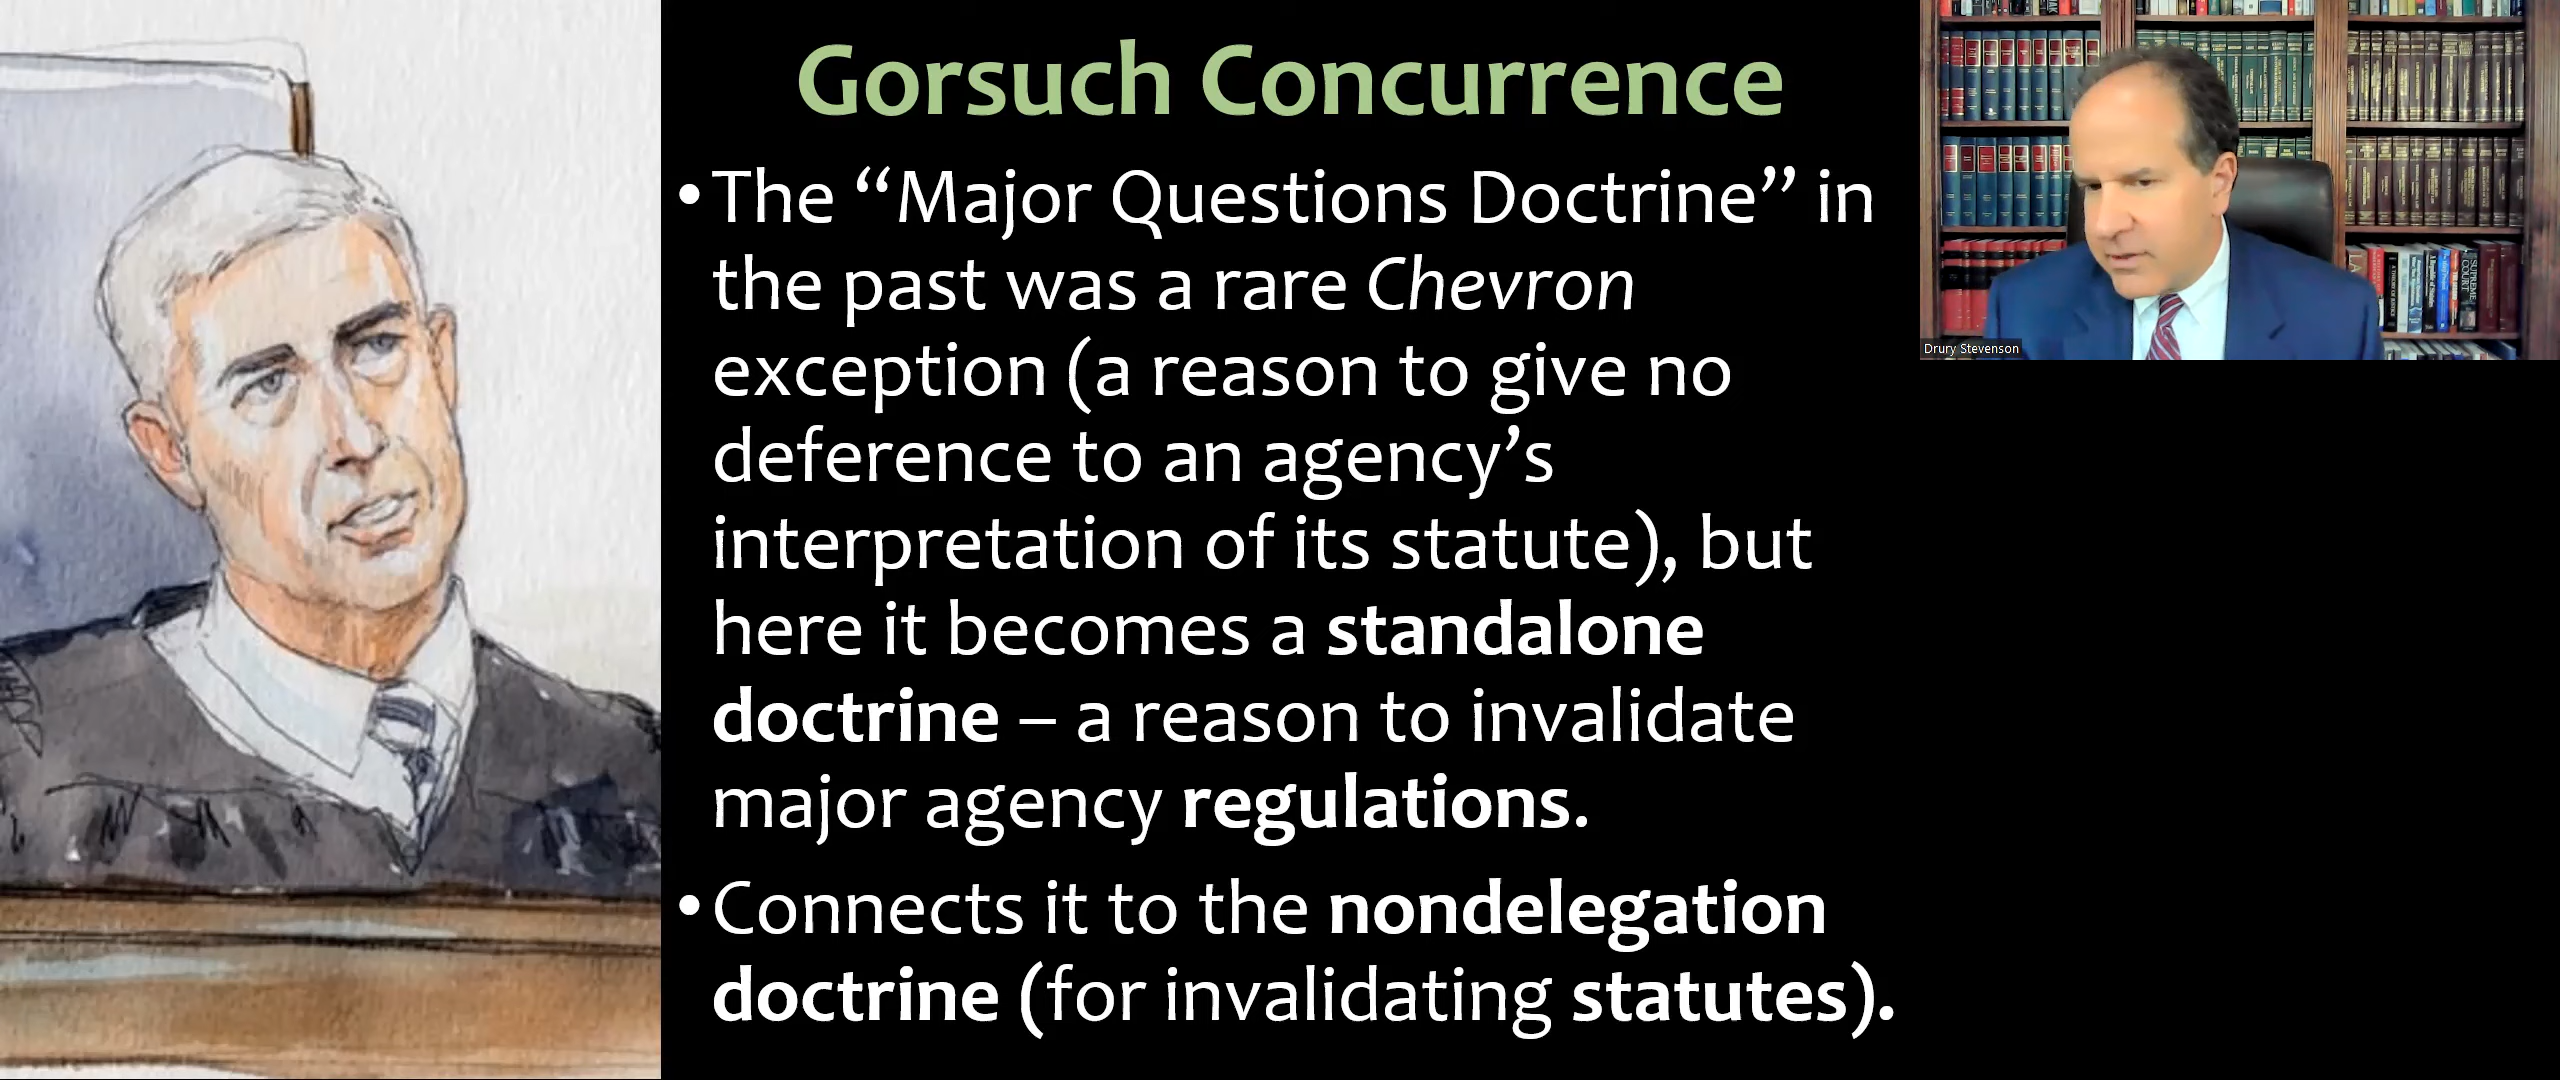 Gorsuch Concurrence
• The “Major Questions Doctrine” in
the past was a rare Chevron
exception (a reason to give no
deference to an agency’s
interpretation of its statute), but
here it becomes a standalone
doctrine – a reason to invalidate
major agency regulations.
• Connects it to the nondelegation
doctrine (for invalidating statutes).
Drury Stevenson
SUPREME
COURT